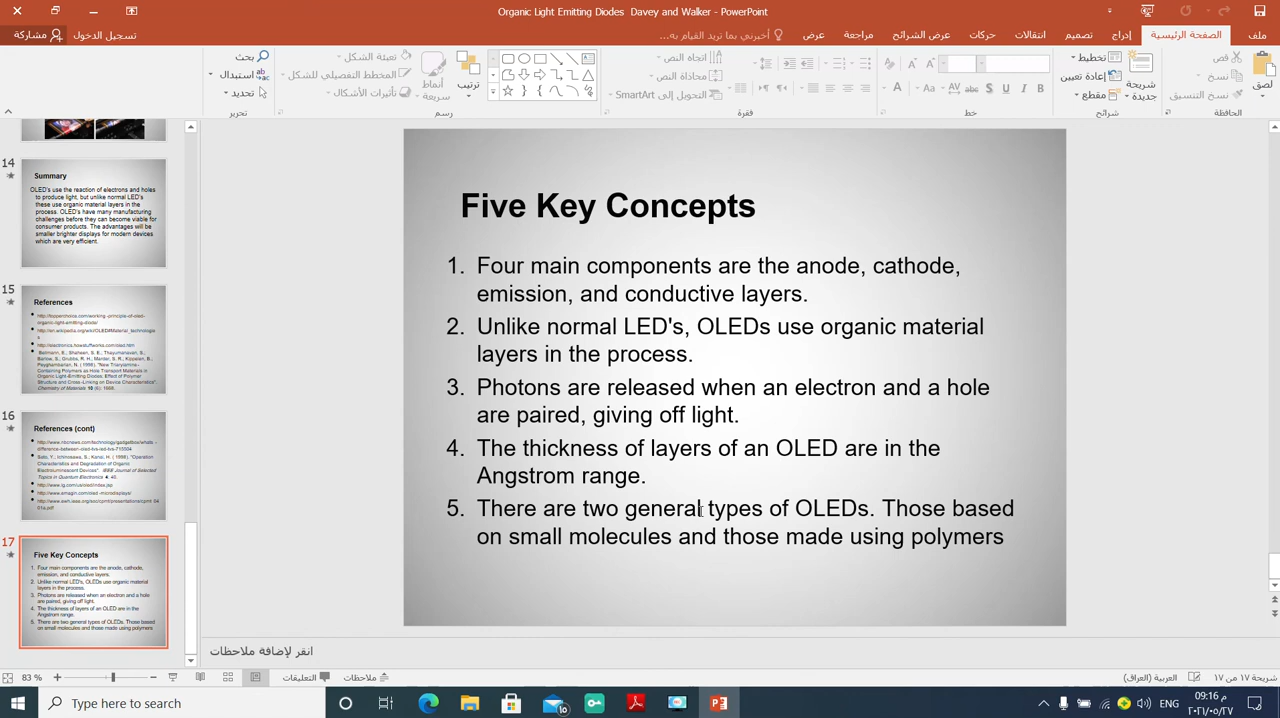 Organic Light Emitting Diodes Davey and Walker - PowerPoint
ملف
الصفحة الرئيسية
إدراج
تصميم
انتقالات
حركات
عرض الشرائح
مراجعة
عرض
أخبرني بما تريد القيام به...
تسجيل الدخول
مشاركة
لصق
قص
نسخ
نسخ التنسيق
الحافظة
شريحة جديدة
تخطيط
إعادة تعيين
مقطع
شرائح
خط
اتجاه النص
محاذاة النص
التحويل إلى SmartArt
فقرة
ترتيب
أنماط سريعة
تعبئة الشكل
المخطط التفصيلي للشكل
تأثيرات الشكل
رسم
بحث
استبدال
تحديد
تحرير
14
Summary
OLED's use the reaction of electrons and holes
to produce light, but unlike normal LED's
these use organic material layers in the
process. OLED's have many manufacturing
challenges before they can become viable for
consumer products. The advantages will be
smaller brighter displays for modern devices
which are very efficient.
15
References
16
References (cont)
17
Five Key Concepts
1. Four main components are the anode, cathode,
emission, and conductive layers.
2. Unlike normal LED's, OLEDs use organic material
layers in the process.
3. Photons are released when an electron and a hole
are paired, giving off light.
4. The thickness of layers of an OLED are in the
Angstrom range.
5. There are two general types of OLEDs. Those based
on small molecules and those made using polymers
Five Key Concepts
1. Four main components are the anode, cathode,
emission, and conductive layers.
2. Unlike normal LED's, OLEDs use organic material
layers in the process.
3. Photons are released when an electron and a hole
are paired, giving off light.
4. The thickness of layers of an OLED are in the
Angstrom range.
5. There are two general types of OLEDs. Those based
on small molecules and those made using polymers
انقر لإضافة ملاحظات
شريحة ١٧ من ١٧
العربية (العراق)
ملاحظات
التعليقات
83 %
Type here to search
ENG
09:16 م
٢٠٢١/٠٥/٢٧